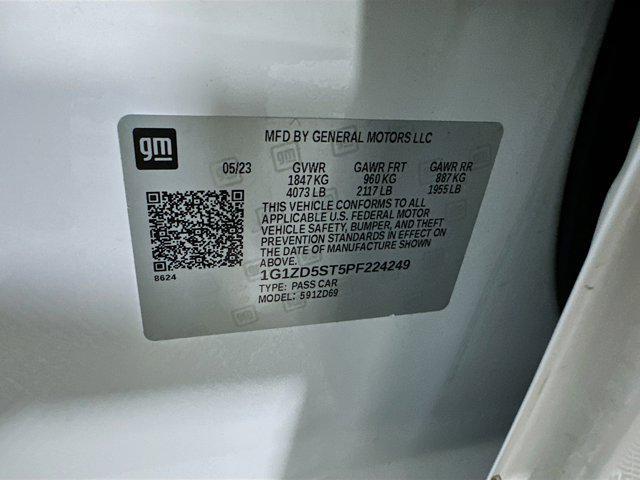 gm
MFD BY GENERAL MOTORS LLC
05/23 GVWR GAWR FRT GAWR RR
1847 KG 960 KG 887 KG
4073 LB 2117 LB 1955 LB
THIS VEHICLE CONFORMS TO ALL
APPLICABLE U.S. FEDERAL MOTOR
VEHICLE SAFETY, BUMPER, AND THEFT
PREVENTION STANDARDS IN EFFECT ON
THE DATE OF MANUFACTURE SHOWN
ABOVE.
8624
1G1ZD5ST5PF224249
TYPE: PASS CAR
MODEL: 591ZD69